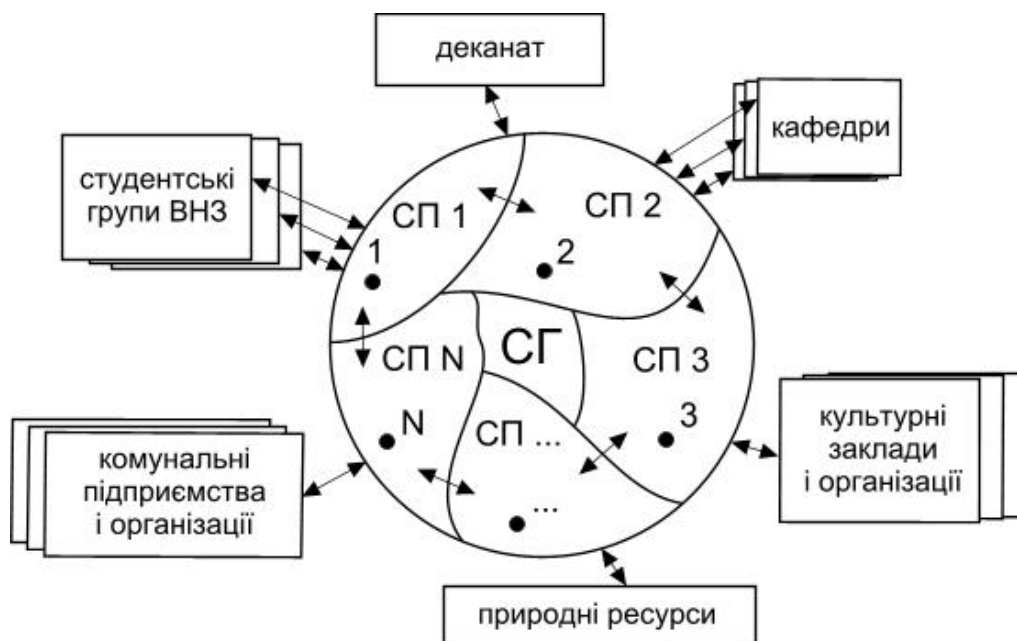 деканат
студентські
групи ВНЗ
кафедри
СП 1
СП 2
1
2
СП N
СГ
СП 3
N
СП ...
3
...
комунальні
підприємства
і організації
культурні
заклади
і організації
природні ресурси